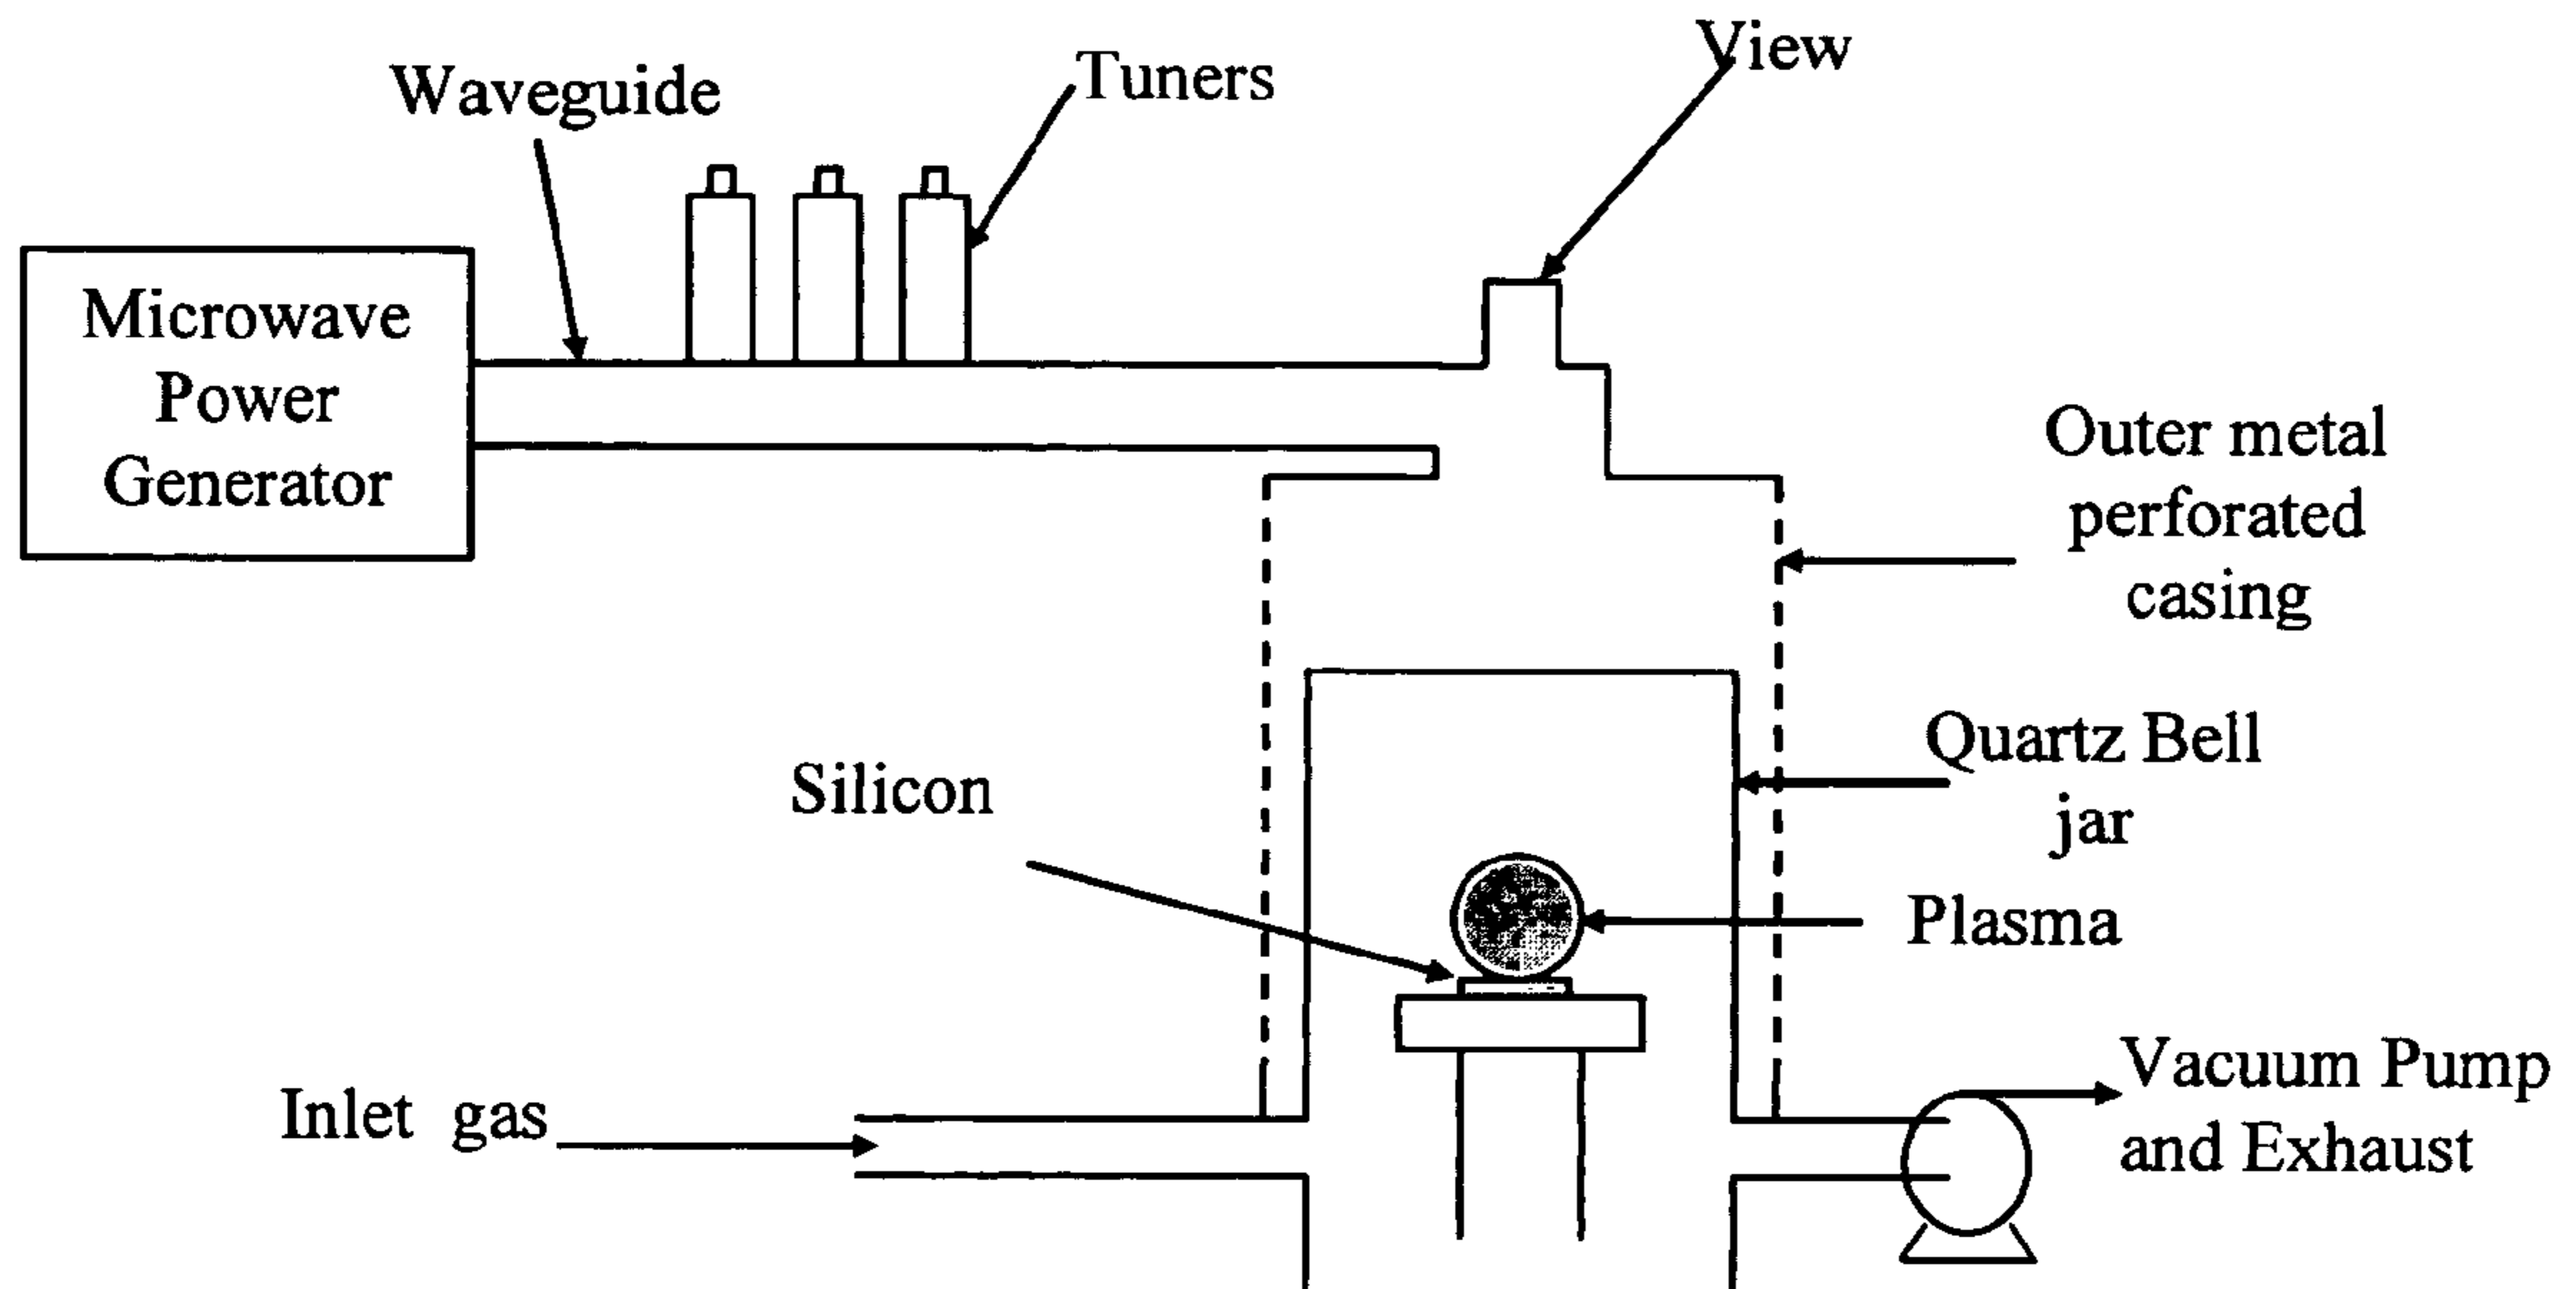 View
Tuners
Waveguide
Microwave
Power
Generator
Outer metal
perforated
casing
Quartz Bell
jar
Silicon
Plasma
Vacuum Pump
and Exhaust
Inlet gas